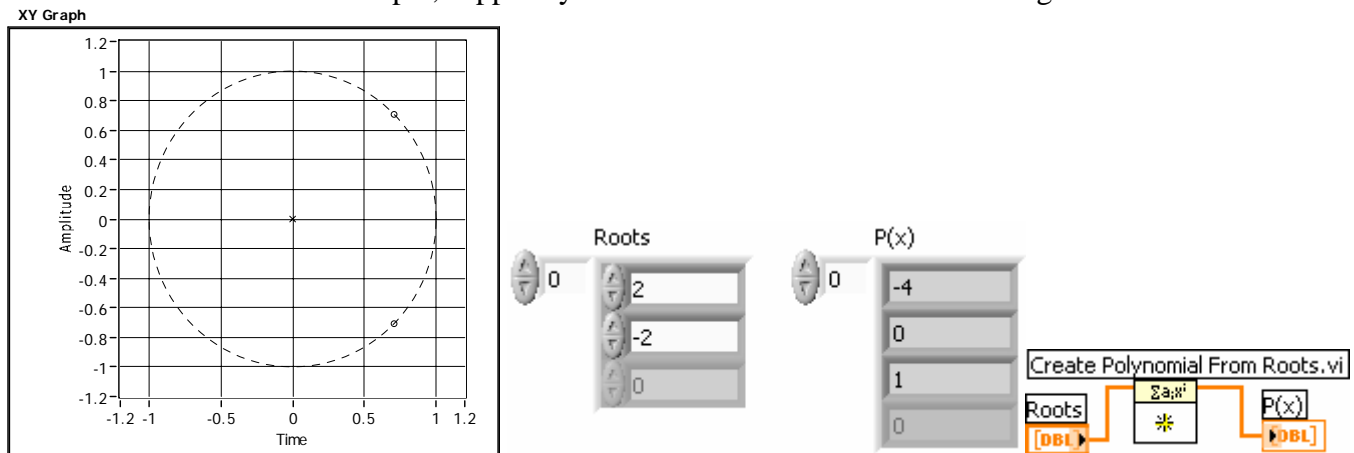 XY Graph
1.2
1
0.8
0.6
0.4
0.2
0
-0.2
-0.4
-0.6
-0.8
-1
-1.2
Amplitude
-1.2 -1 -0.5 0 0.5 1 1.2
Time
Roots
0
2
-2
0
P(x)
0
-4
0
1
0
Create Polynomial From Roots.vi
Σaᵢxⁱ
Roots
[DBL]
P(x)
[DBL]